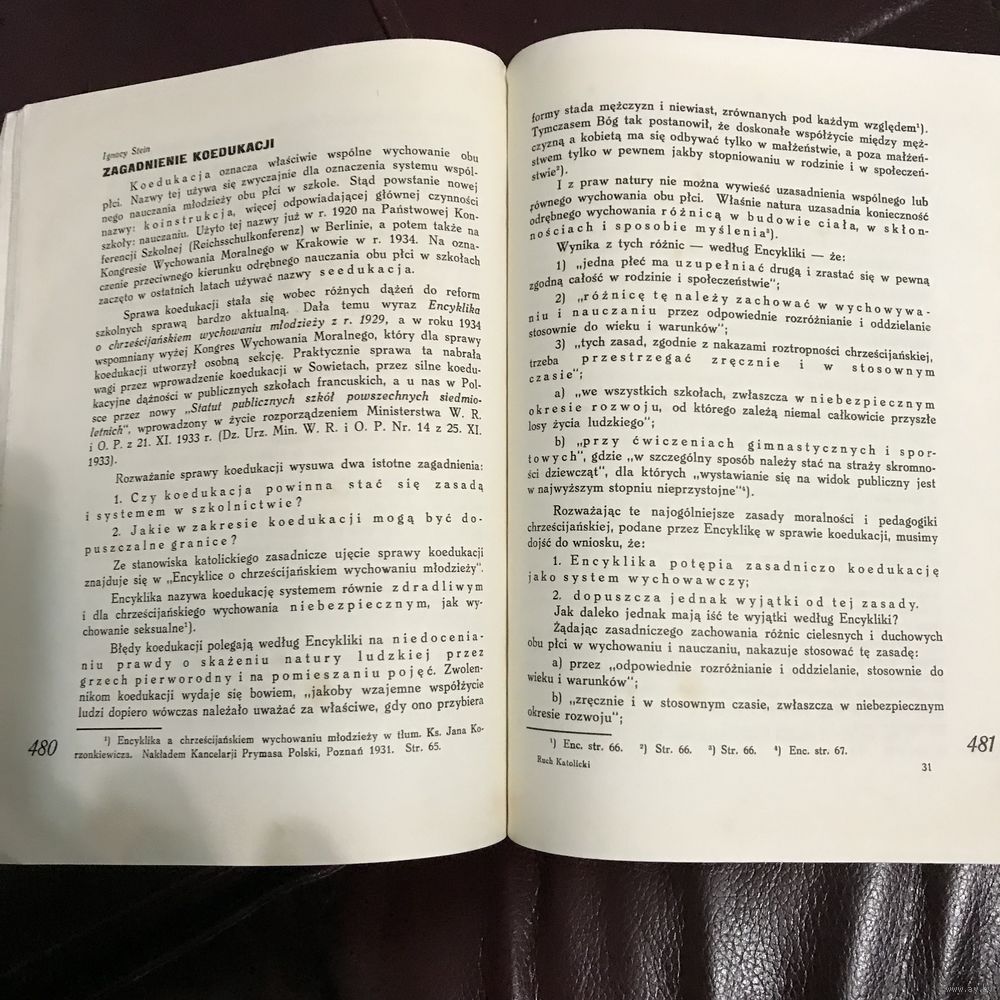 Ignacy Stein
ZAGADNIENIE KOEDUKACJI
Koedukacja oznacza właściwie wspólne wychowanie obu
płci. Nazwy tej używa się zwyczajnie dla oznaczenia systemu wspól-
nego nauczania młodzieży obu płci w szkole. Stąd powstanie nowej
nazwy: koinstrukcja, więcej odpowiadającej głównej czynności
szkoły: nauczaniu. Użyto tej nazwy już w r. 1920 na Państwowej Kon-
ferencji Szkolnej (Reichsschulkonferenz) w Berlinie, a potem także na
Kongresie Wychowania Moralnego w Krakowie w r. 1934. Na ozna-
czenie przeciwnego kierunku odrębnego nauczania obu płci w szkołach
zaczęto w ostatnich latach używać nazwy seedukacja.
Sprawa koedukacji stała się wobec różnych dążeń do reform
szkolnych sprawą bardzo aktualną. Dała temu wyraz Encyklika
o chrześcijańskim wychowaniu młodzieży z r. 1929, a w roku 1934
wspomniany wyżej Kongres Wychowania Moralnego, który dla sprawy
koedukacji utworzył osobną sekcję. Praktycznie sprawa ta nabrała
wagi przez wprowadzenie koedukacji w Sowietach, przez silne koedu-
kacyjne dążności w publicznych szkołach francuskich, a u nas w Pol-
sce przez nowy „Statut publicznych szkół powszechnych siedmio-
letnich", wprowadzony w życie rozporządzeniem Ministerstwa W. R.
i O. P. z 21. XI. 1933 r. (Dz. Urz. Min. W. R. i O. P. Nr. 14 z 25. XI.
1933).
Rozważanie sprawy koedukacji wysuwa dwa istotne zagadnienia:
1. Czy koedukacja powinna stać się zasadą
i systemem w szkolnictwie?
2. Jakie w zakresie koedukacji mogą być do-
puszczalne granice?
Ze stanowiska katolickiego zasadnicze ujęcie sprawy koedukacji
znajduje się w „Encyklice o chrześcijańskim wychowaniu młodzieży".
Encyklika nazywa koedukację systemem równie zdradliwym
i dla chrześcijańskiego wychowania niebezpiecznym, jak wy-
chowanie seksualne¹).
Błędy koedukacji polegają według Encykliki na niedocenia-
niu prawdy o skażeniu natury ludzkiej przez
grzech pierworodny i na pomieszaniu pojęć. Zwolen-
nikom koedukacji wydaje się bowiem, „jakoby wzajemne współżycie
ludzi dopiero wówczas należało uważać za właściwe, gdy ono przybiera
¹) Encyklika a chrześcijańskim wychowaniu młodzieży w tłum. Ks. Jana Ko-
rzonkiewicza. Nakładem Kancelarji Prymasa Polski, Poznań 1931. Str. 65.
480
formy stada mężczyzn i niewiast, zrównanych pod każdym względem¹).
Tymczasem Bóg tak postanowił, że doskonałe współżycie między męż-
czyzną a kobietą ma się odbywać tylko w małżeństwie, a poza małżeń-
stwem tylko w pewnem jakby stopniowaniu w rodzinie i w społeczeń-
stwie²).
I z praw natury nie można wywieść uzasadnienia wspólnego lub
równego wychowania obu płci. Właśnie natura uzasadnia konieczność
odrębnego wychowania różnicą w budowie ciała, w skłon-
nościach i sposobie myślenia³).
Wynika z tych różnic — według Encykliki — że:
1) „jedna płeć ma uzupełniać drugą i zrastać się w pewną
zgodną całość w rodzinie i społeczeństwie";
2) „różnicę tę należy zachować w wychowywa-
niu i nauczaniu przez odpowiednie rozróżnianie i oddzielanie
stosownie do wieku i warunków";
3) „tych zasad, zgodnie z nakazami roztropności chrześcijańskiej,
trzeba przestrzegać zręcznie i w stosownym
czasie";
a) „we wszystkich szkołach, zwłaszcza w niebezpiecznym
okresie rozwoju, od którego zależą niemal całkowicie przyszłe
losy życia ludzkiego";
b) „przy ćwiczeniach gimnastycznych i spor-
towych", gdzie „w szczególny sposób należy stać na straży skromno-
ści dziewcząt", dla których „wystawianie się na widok publiczny jest
w najwyższym stopniu nieprzystojne"⁴).
Rozważając te najogólniejsze zasady moralności i pedagogiki
chrześcijańskiej, podane przez Encyklikę w sprawie koedukacji, musimy
dojść do wniosku, że:
1. Encyklika potępia zasadniczo koedukację
jako system wychowawczy;
2. dopuszcza jednak wyjątki od tej zasady.
Jak daleko jednak mają iść te wyjątki według Encykliki?
Żądając zasadniczego zachowania różnic cielesnych i duchowych
obu płci w wychowaniu i nauczaniu, nakazuje stosować tę zasadę:
a) przez „odpowiednie rozróżnianie i oddzielanie, stosownie do
wieku i warunków";
b) „zręcznie i w stosownym czasie, zwłaszcza w niebezpiecznym
okresie rozwoju";
¹) Enc. str. 66. ²) Str. 66. ³) Str. 66. ⁴) Enc. str. 67.
Ruch Katolicki 31
481
www.ay.by